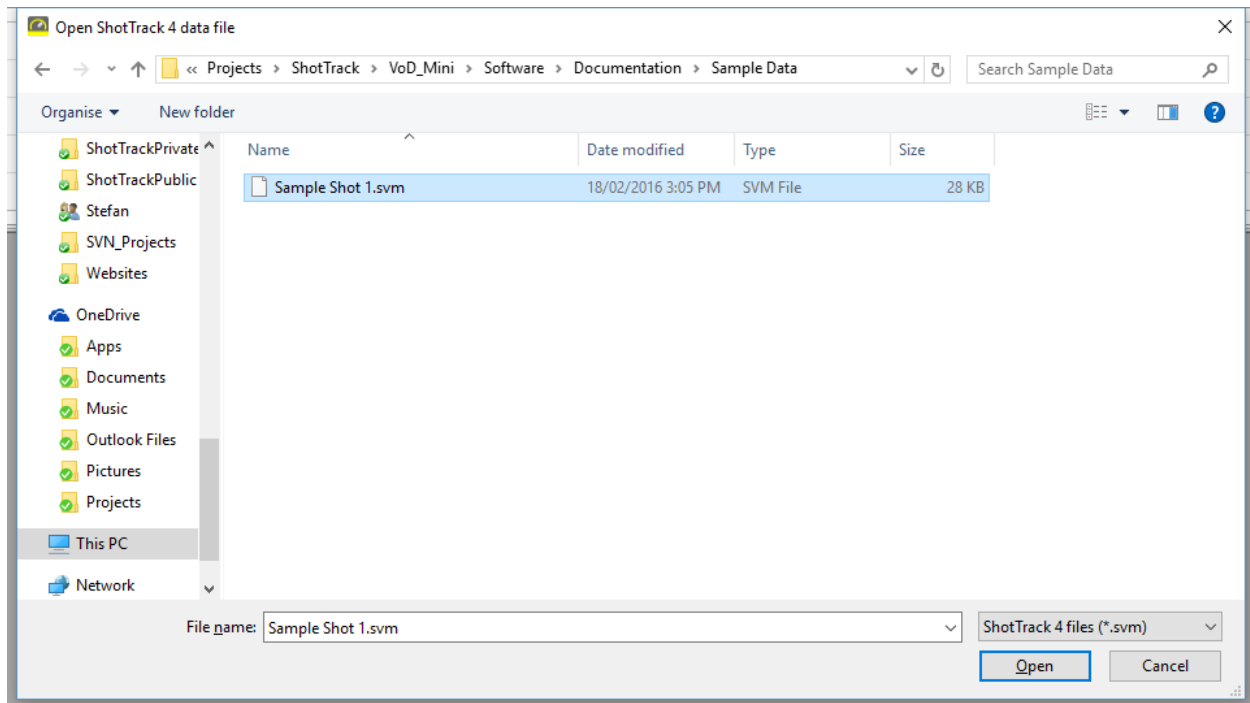 Open ShotTrack 4 data file
« Projects > ShotTrack > VoD_Mini > Software > Documentation > Sample Data
Search Sample Data
Organise New folder
Name Date modified Type Size
Sample Shot 1.svm 18/02/2016 3:05 PM SVM File 28 KB
ShotTrackPrivate
ShotTrackPublic
Stefan
SVN_Projects
Websites
OneDrive
Apps
Documents
Music
Outlook Files
Pictures
Projects
This PC
Network
File name: Sample Shot 1.svm ShotTrack 4 files (*.svm)
Open Cancel